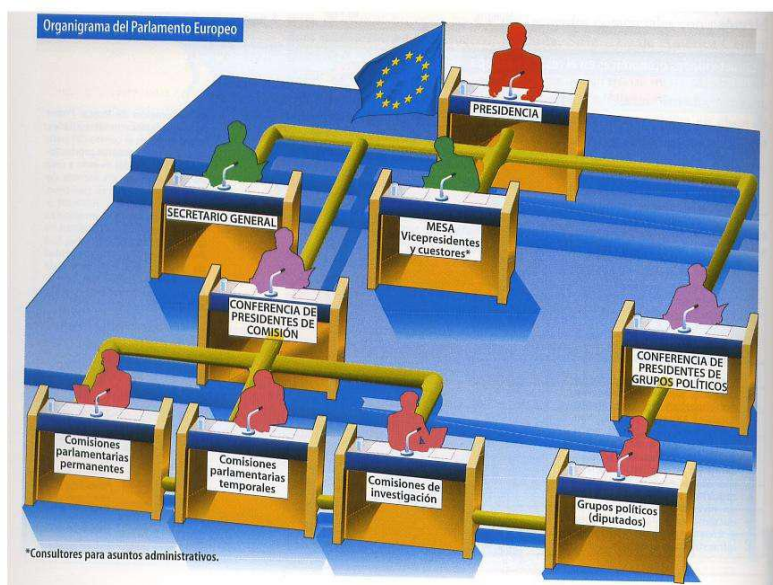 Organigrama del Parlamento Europeo
PRESIDENCIA
SECRETARIO GENERAL
MESA
Vicepresidentes
y cuestores*
CONFERENCIA DE
PRESIDENTES DE
COMISIÓN
CONFERENCIA DE
PRESIDENTES DE
GRUPOS POLÍTICOS
Comisiones
parlamentarias
permanentes
Comisiones
parlamentarias
temporales
Comisiones de
investigación
Grupos políticos
(diputados)
*Consultores para asuntos administrativos.